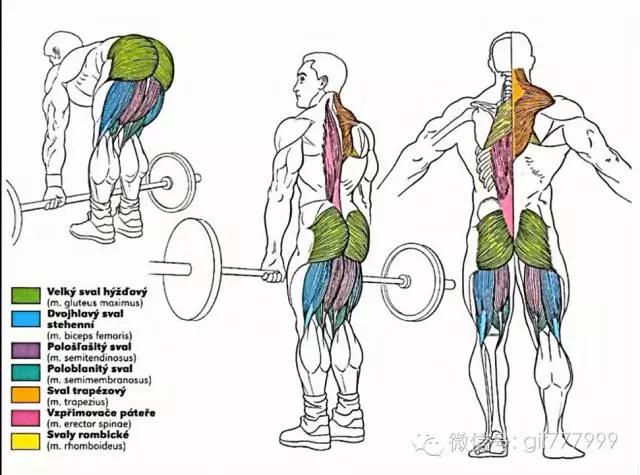 Velký sval hýžďový
(m. gluteus maximus)
Dvojhlavý sval
stehenní
(m. biceps femoris)
Pološlašitý sval
(m. semitendinosus)
Poloblanitý sval
(m. semimembranosus)
Sval trapézový
(m. trapezius)
Vzpřimovače páteře
(m. erector spinae)
Svaly rombické
(m. rhomboideus)
微信号: gif777999